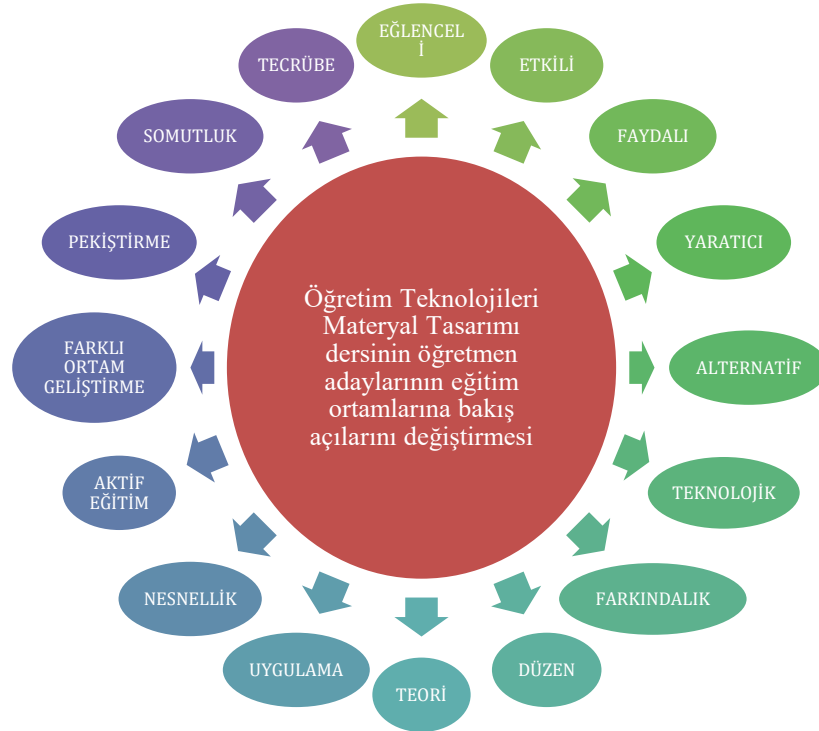 EĞLENCEL
İ
ETKİLİ
FAYDALI
YARATICI
ALTERNATİF
TEKNOLOJİK
FARKINDALIK
DÜZEN
TEORİ
UYGULAMA
NESNELLİK
AKTİF
EĞİTİM
FARKLI
ORTAM
GELİŞTİRME
PEKİŞTİRME
SOMUTLUK
TECRÜBE
Öğretim Teknolojileri
Materyal Tasarımı
dersinin öğretmen
adaylarının eğitim
ortamlarına bakış
açılarını değiştirmesi